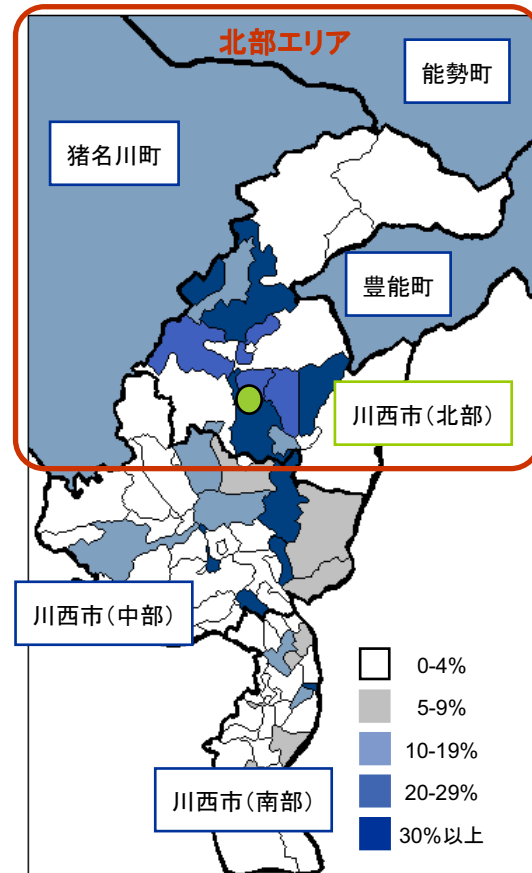 北部エリア
能勢町
猪名川町
豊能町
川西市(北部)
川西市(中部)
川西市(南部)
0-4%
5-9%
10-19%
20-29%
30%以上